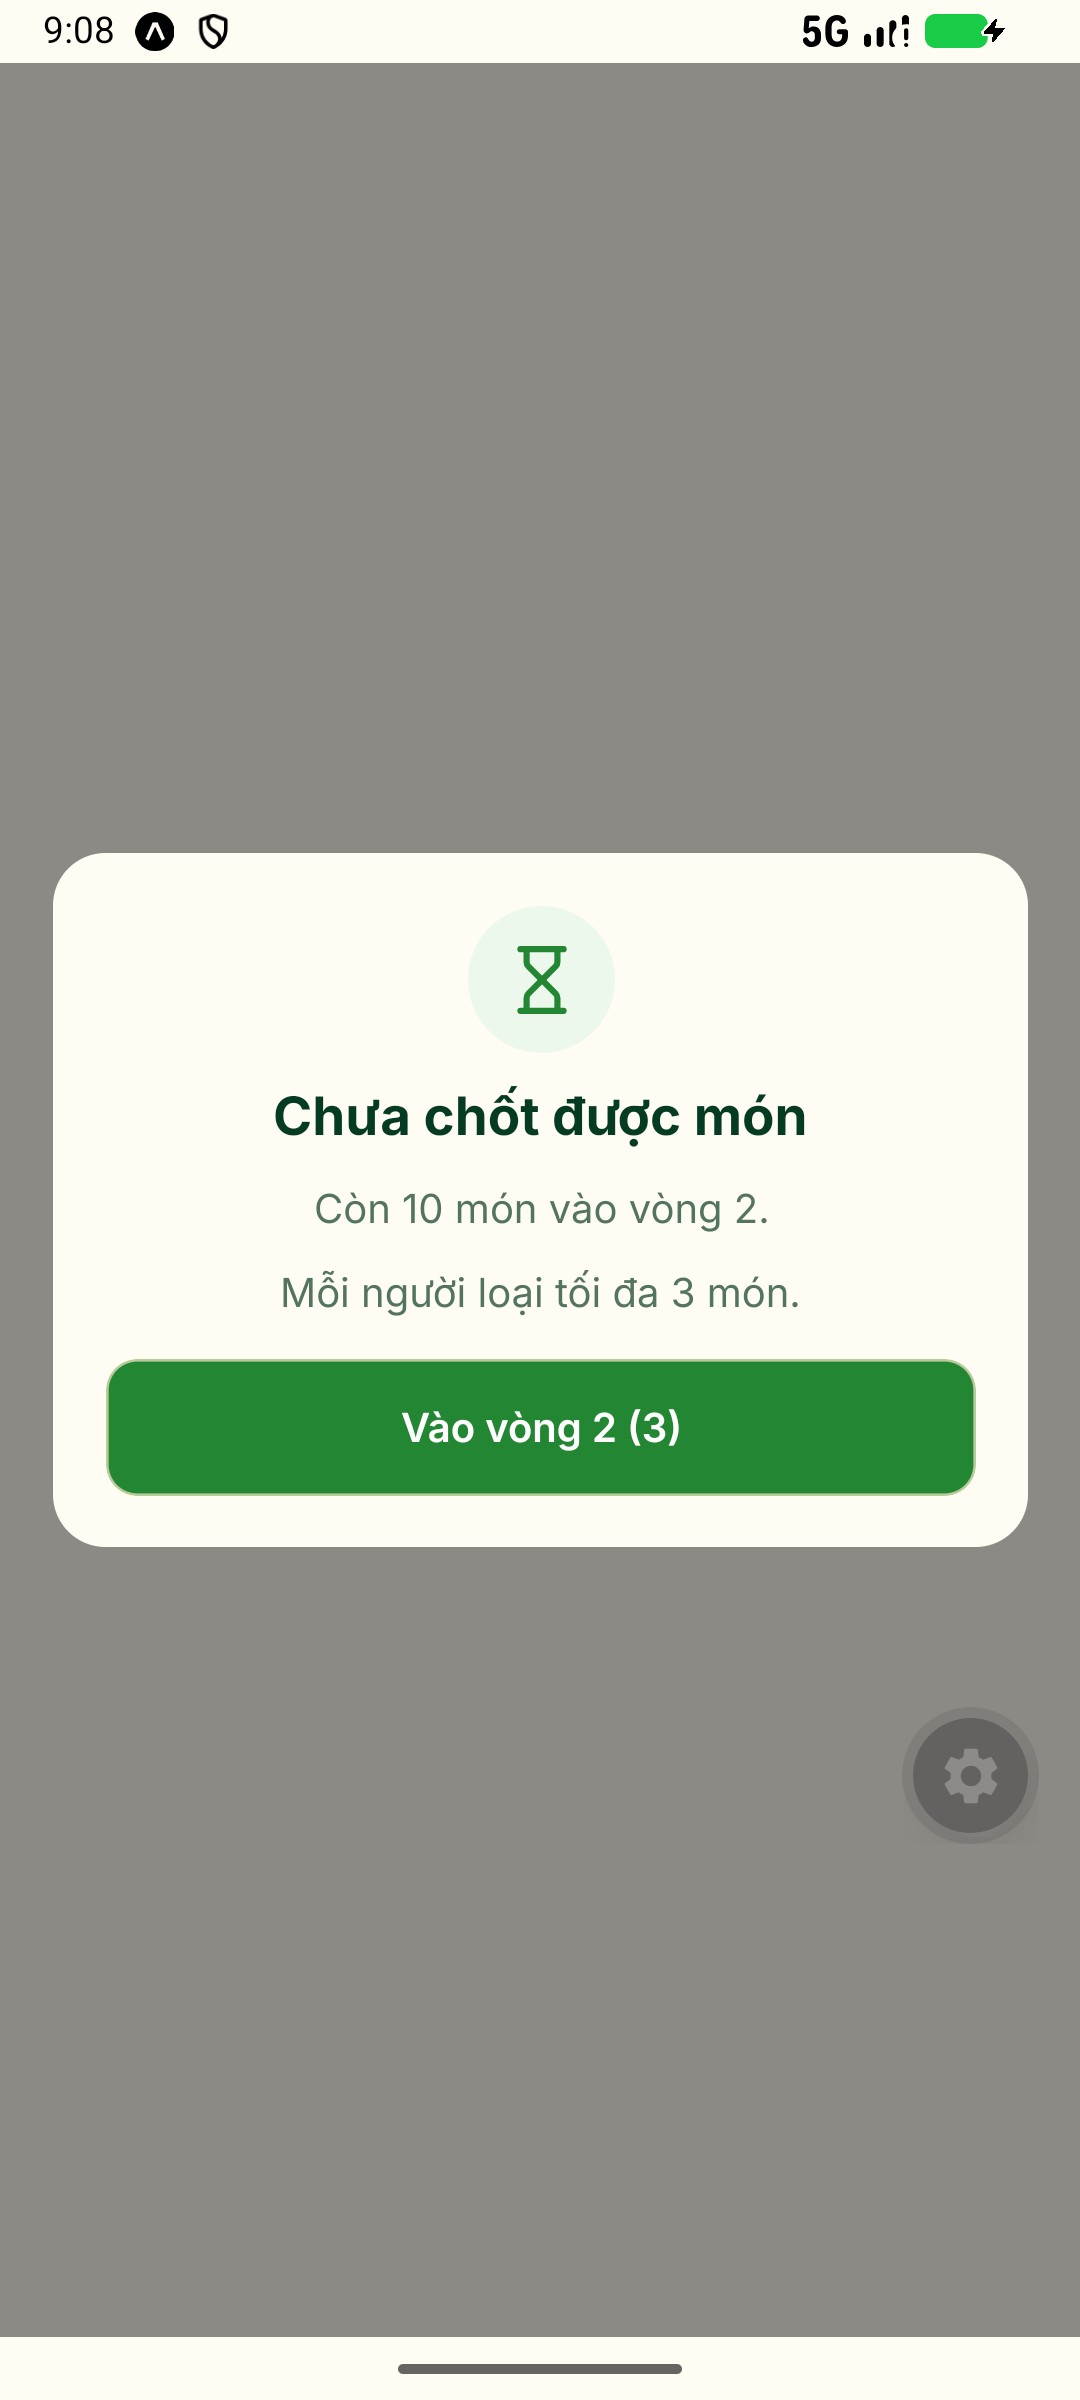 9:08
5G
Chưa chốt được món
Còn 10 món vào vòng 2.
Mỗi người loại tối đa 3 món.
Vào vòng 2 (3)